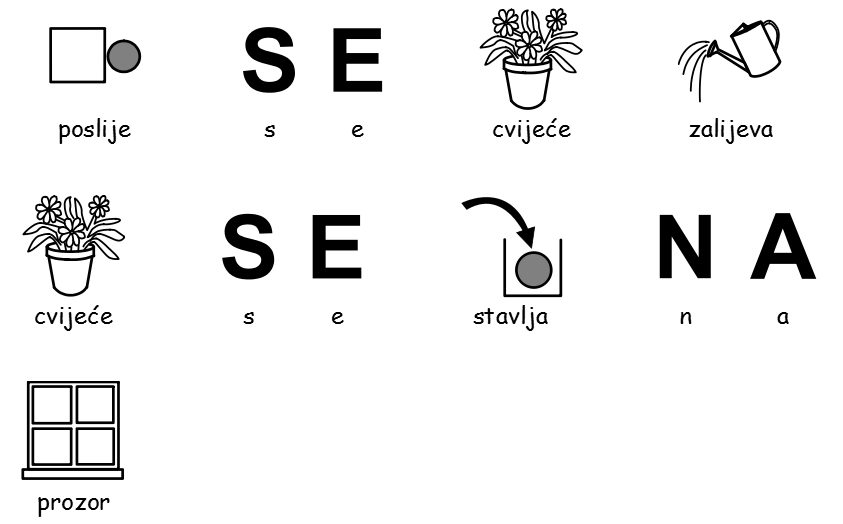 S E
poslije s e cvijeće zalijeva
S E N A
cvijeće s e stavlja n a
prozor